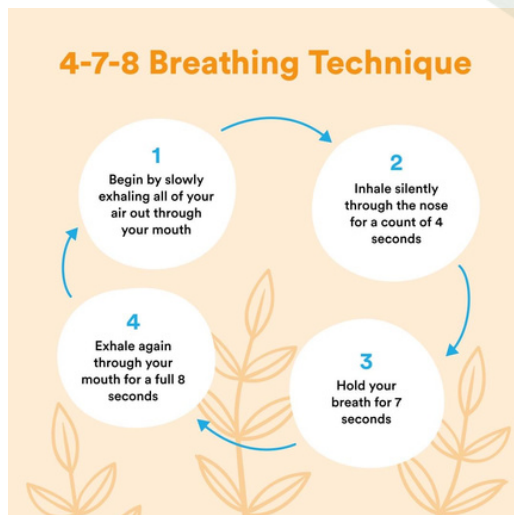 4-7-8 Breathing Technique
1
Begin by slowly
exhaling all of your
air out through
your mouth
2
Inhale silently
through the nose
for a count of 4
seconds
3
Hold your
breath for 7
seconds
4
Exhale again
through your
mouth for a full 8
seconds